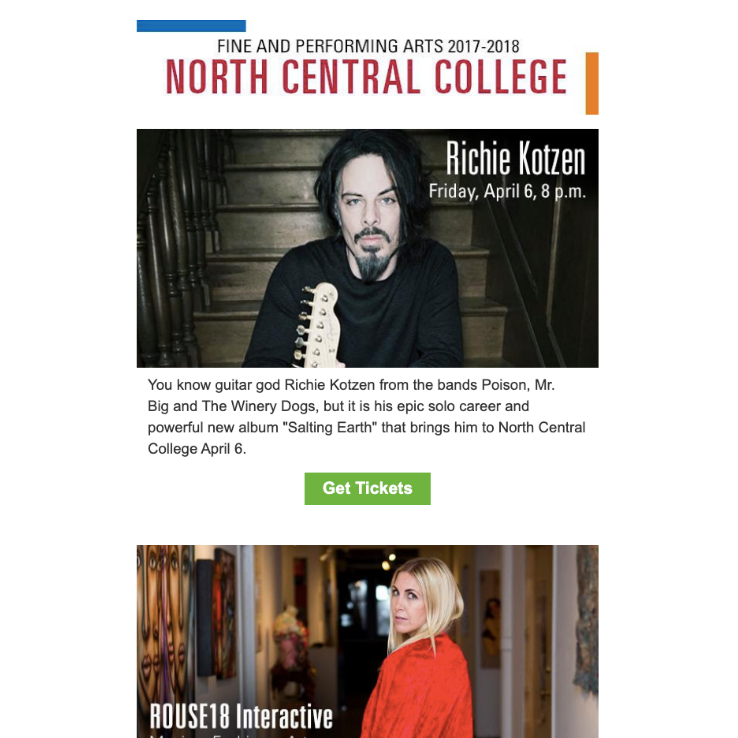 FINE AND PERFORMING ARTS 2017-2018
NORTH CENTRAL COLLEGE
Richie Kotzen
Friday, April 6, 8 p.m.
You know guitar god Richie Kotzen from the bands Poison, Mr.
Big and The Winery Dogs, but it is his epic solo career and
powerful new album "Salting Earth" that brings him to North Central
College April 6.
Get Tickets
ROUSE18 Interactive